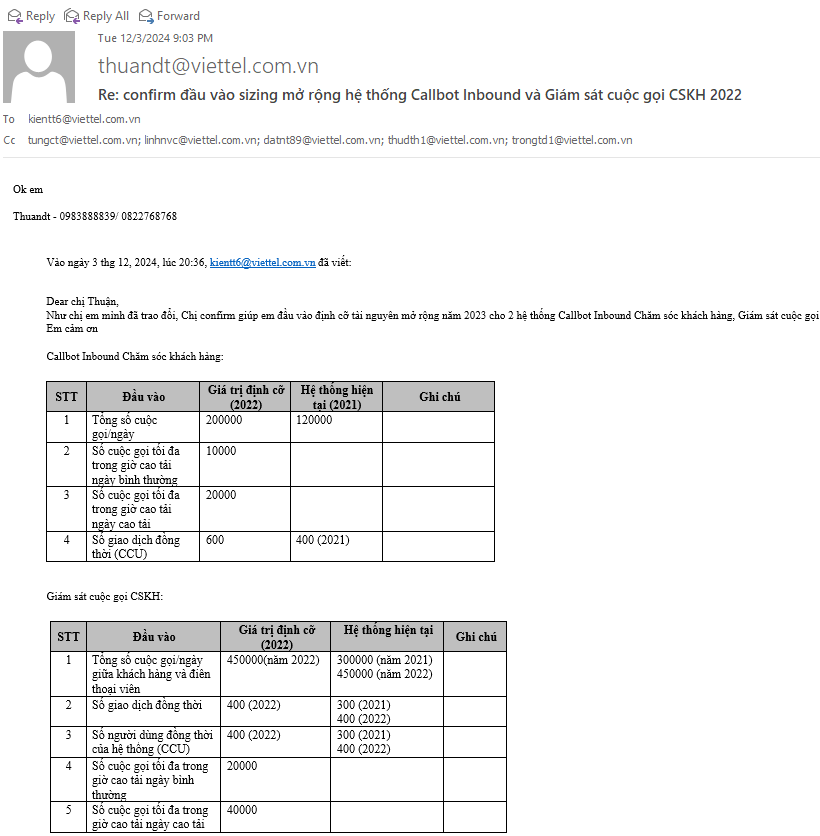 Reply Reply All Forward
Tue 12/3/2024 9:03 PM
thuandt@viettel.com.vn
Re: confirm đầu vào sizing mở rộng hệ thống Callbot Inbound và Giám sát cuộc gọi CSKH 2022
To kientt6@viettel.com.vn
Cc tungct@viettel.com.vn; linhnvc@viettel.com.vn; datnt89@viettel.com.vn; thudth1@viettel.com.vn; trongtd1@viettel.com.vn
Ok em
Thuandt - 0983888839/ 0822768768
Vào ngày 3 thg 12, 2024, lúc 20:36, kientt6@viettel.com.vn đã viết:
Dear chị Thuận,
Như chị em mình đã trao đổi, Chị confirm giúp em đầu vào định cỡ tài nguyên mở rộng năm 2023 cho 2 hệ thống Callbot Inbound Chăm sóc khách hàng, Giám sát cuộc gọi
Em cảm ơn
Callbot Inbound Chăm sóc khách hàng:
STT Đầu vào Giá trị định cỡ (2022) Hệ thống hiện tại (2021) Ghi chú
1 Tổng số cuộc gọi/ngày 200000 120000
2 Số cuộc gọi tối đa trong giờ cao tải ngày bình thường 10000
3 Số cuộc gọi tối đa trong giờ cao tải ngày cao tải 20000
4 Số giao dịch đồng thời (CCU) 600 400 (2021)
Giám sát cuộc gọi CSKH:
STT Đầu vào Giá trị định cỡ (2022) Hệ thống hiện tại Ghi chú
1 Tổng số cuộc gọi/ngày giữa khách hàng và điện thoại viên 450000(năm 2022) 300000 (năm 2021) 450000 (năm 2022)
2 Số giao dịch đồng thời 400 (2022) 300 (2021) 400 (2022)
3 Số người dùng đồng thời của hệ thống (CCU) 400 (2022) 300 (2021) 400 (2022)
4 Số cuộc gọi tối đa trong giờ cao tải ngày bình thường 20000
5 Số cuộc gọi tối đa trong giờ cao tải ngày cao tải 40000